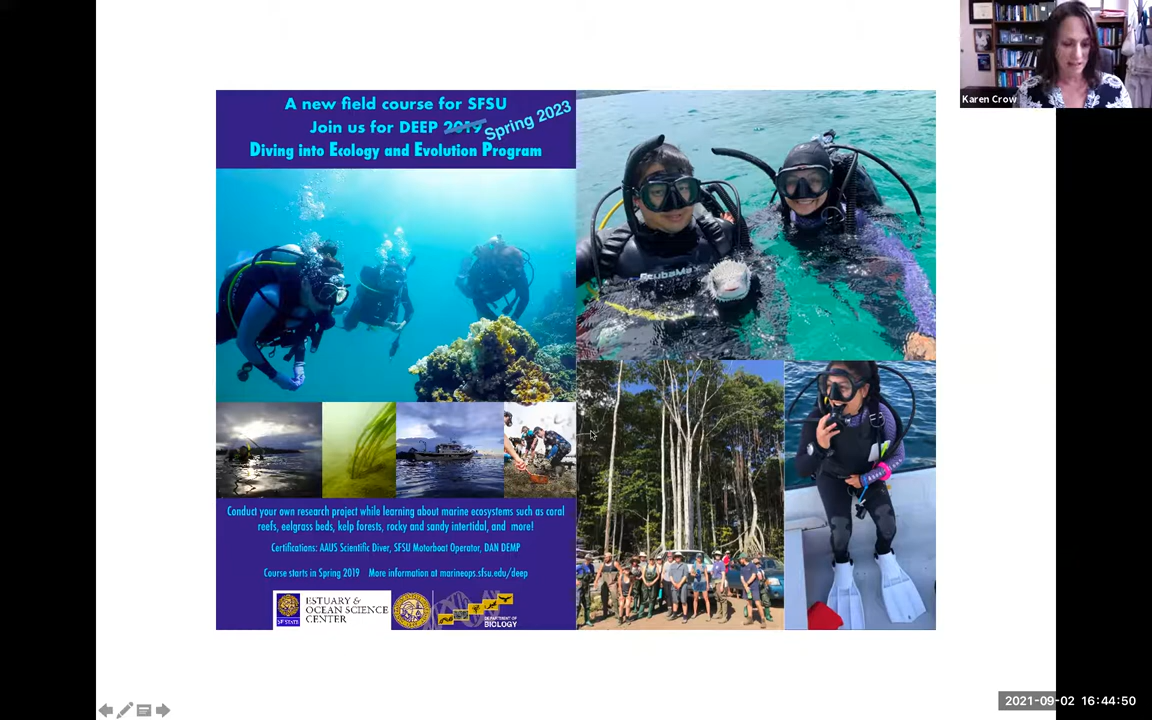 A new field course for SFSU
Join us for DEEP 2019 Spring 2023
Diving into Ecology and Evolution Program
ScubaMax
Conduct your own research project while learning about marine ecosystems such as coral
reefs, eelgrass beds, kelp forests, rocky and sandy intertidal, and more!
Certifications: AAUS Scientific Diver, SFSU Motorboat Operator, DAN DEMP
Course starts in Spring 2019 More information at marineops.sfsu.edu/deep
SF STATE
ESTUARY &
OCEAN SCIENCE
CENTER
DEPARTMENT OF
BIOLOGY
Karen Crow
2021-09-02 16:44:50